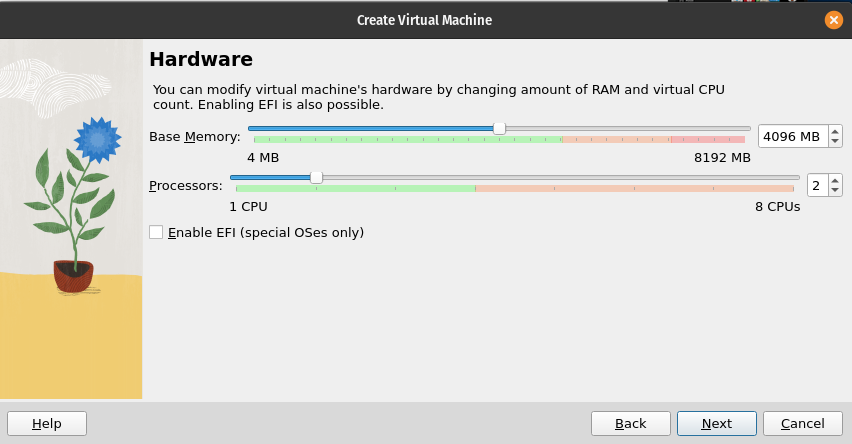 Create Virtual Machine
Hardware
You can modify virtual machine's hardware by changing amount of RAM and virtual CPU
count. Enabling EFI is also possible.
Base Memory:
4096 MB
4 MB
8192 MB
Processors:
2
1 CPU
8 CPUs
Enable EFI (special OSes only)
Help
Back
Next
Cancel